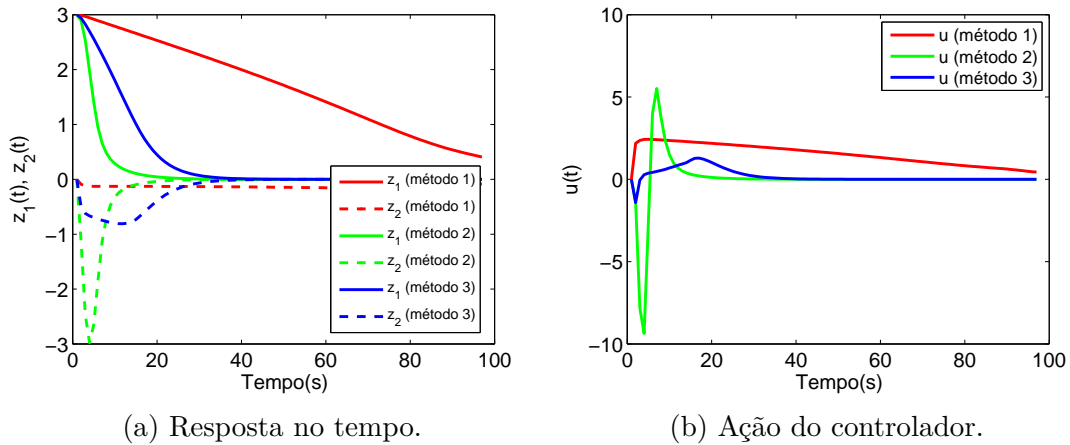 3
2
1
0
−1
−2
−3
z1(t), z2(t)
0 20 40 60 80 100
Tempo(s)
z1 (método 1)
z2 (método 1)
z1 (método 2)
z2 (método 2)
z1 (método 3)
z2 (método 3)
(a) Resposta no tempo.
10
5
0
−5
−10
u(t)
0 20 40 60 80 100
Tempo(s)
u (método 1)
u (método 2)
u (método 3)
(b) Ação do controlador.